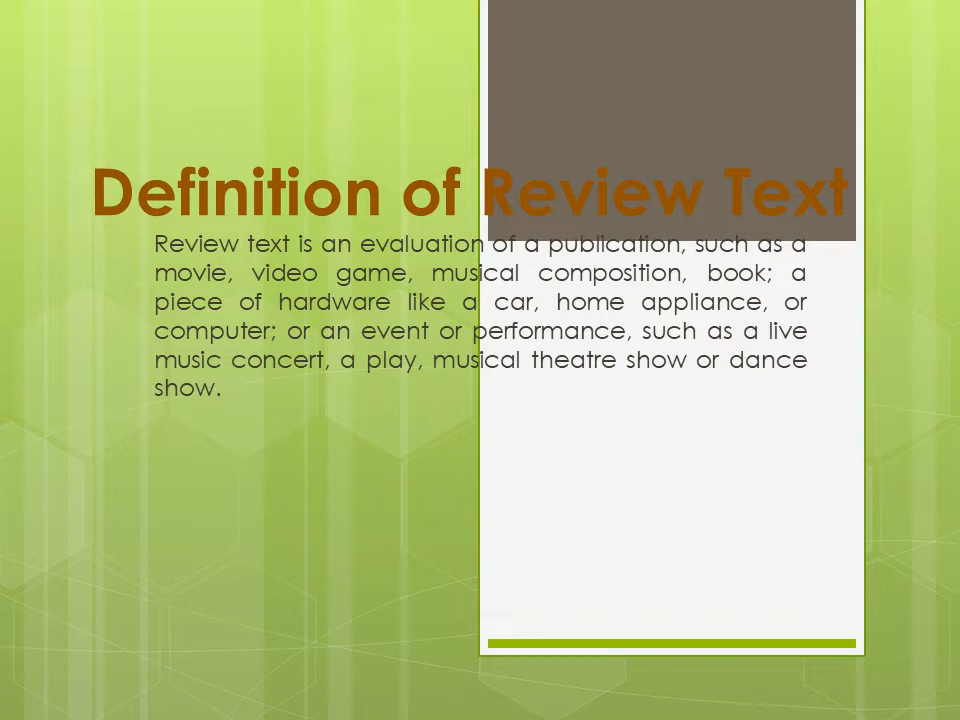 Definition of Review Text
Review text is an evaluation of a publication, such as a
movie, video game, musical composition, book; a
piece of hardware like a car, home appliance, or
computer; or an event or performance, such as a live
music concert, a play, musical theatre show or dance
show.